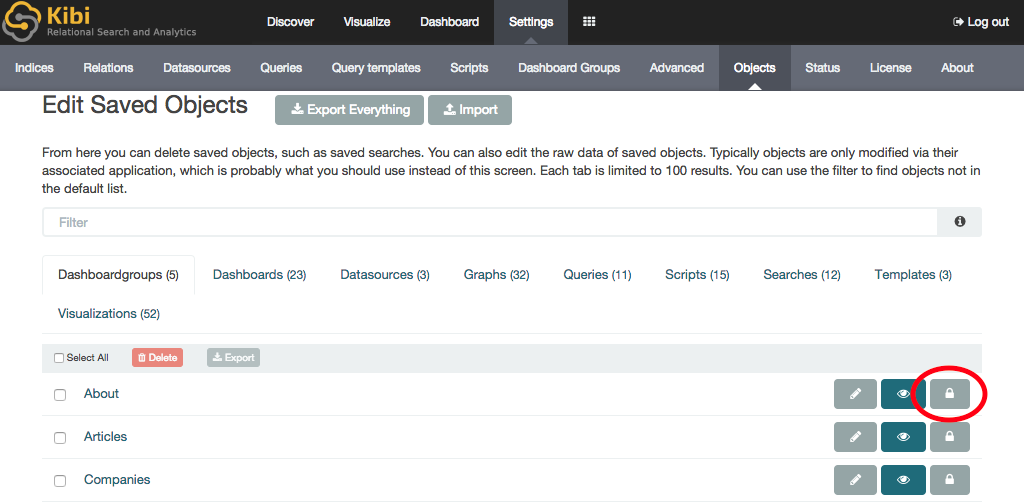 Kibi
Relational Search and Analytics
Discover Visualize Dashboard Settings Log out
Indices Relations Datasources Queries Query templates Scripts Dashboard Groups Advanced Objects Status License About
Edit Saved Objects Export Everything Import
From here you can delete saved objects, such as saved searches. You can also edit the raw data of saved objects. Typically objects are only modified via their
associated application, which is probably what you should use instead of this screen. Each tab is limited to 100 results. You can use the filter to find objects not in
the default list.
Filter
Dashboardgroups (5) Dashboards (23) Datasources (3) Graphs (32) Queries (11) Scripts (15) Searches (12) Templates (3)
Visualizations (52)
Select All Delete Export
About
Articles
Companies